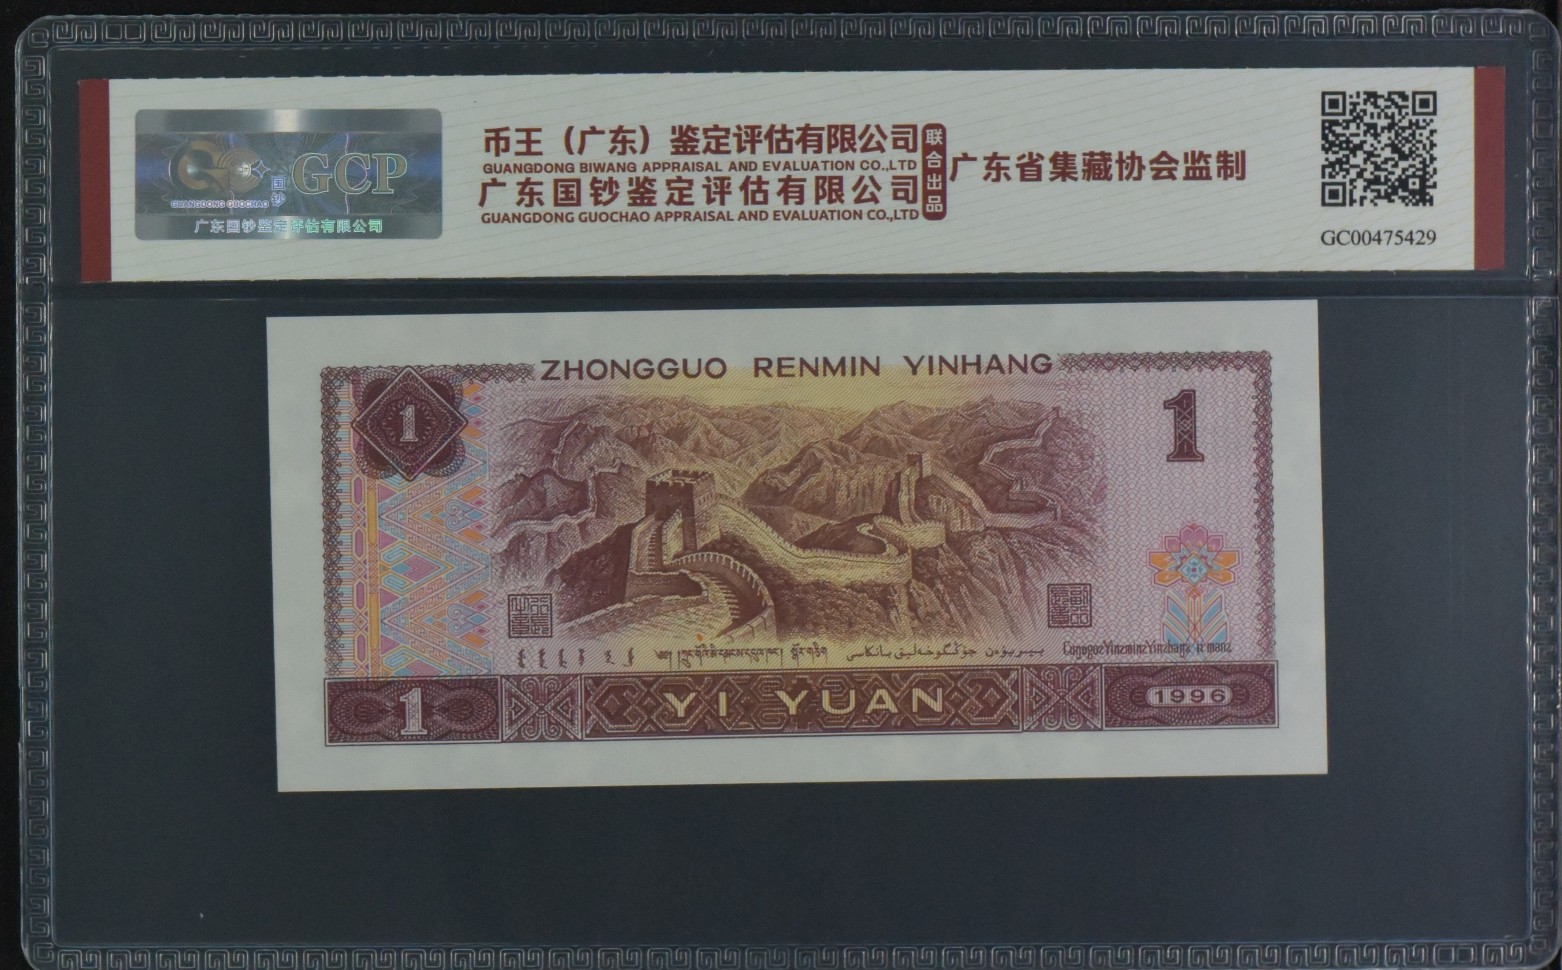 GCP
国钞
GUANGDONG GUOCHAO
广东国钞鉴定评估有限公司
币王（广东）鉴定评估有限公司
GUANGDONG BIWANG APPRAISAL AND EVALUATION CO.,LTD
广东国钞鉴定评估有限公司
GUANGDONG GUOCHAO APPRAISAL AND EVALUATION CO.,LTD
联合出品
广东省集藏协会监制
GC00475429
ZHONGGUO RENMIN YINHANG
1
1
1
YI YUAN
1996